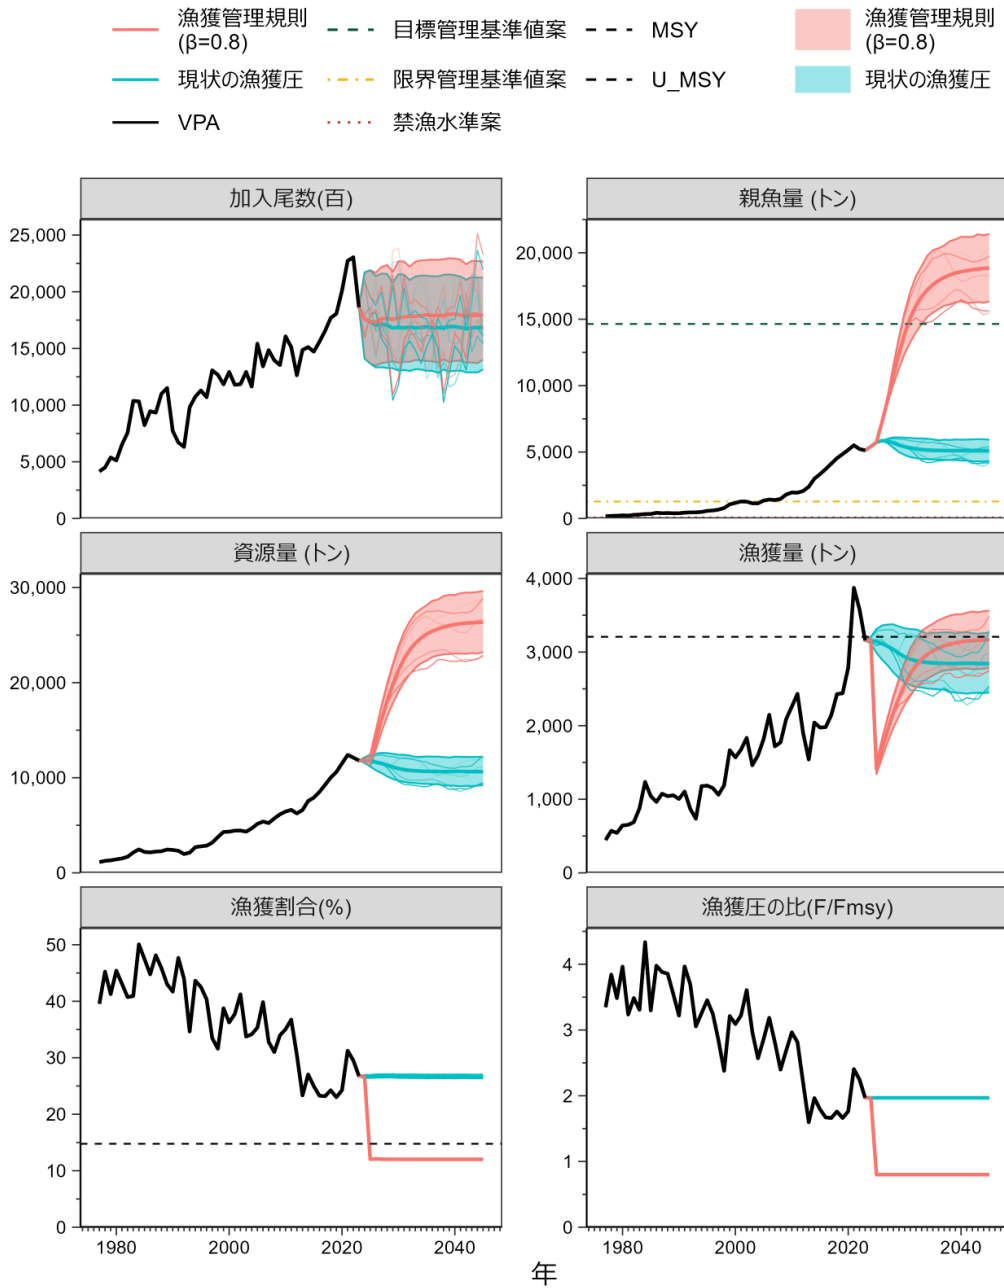 漁獲管理規則
(β=0.8)
目標管理基準値案
MSY
漁獲管理規則
(β=0.8)
現状の漁獲圧
限界管理基準値案
U_MSY
現状の漁獲圧
VPA
禁漁水準案
加入尾数(百)
25,000
20,000
15,000
10,000
5,000
0
親魚量 (トン)
20,000
15,000
10,000
5,000
0
資源量 (トン)
30,000
20,000
10,000
0
漁獲量 (トン)
4,000
3,000
2,000
1,000
0
漁獲割合(%)
50
40
30
20
10
0
1980 2000 2020 2040
漁獲圧の比(F/Fmsy)
4
3
2
1
0
1980 2000 2020 2040
年